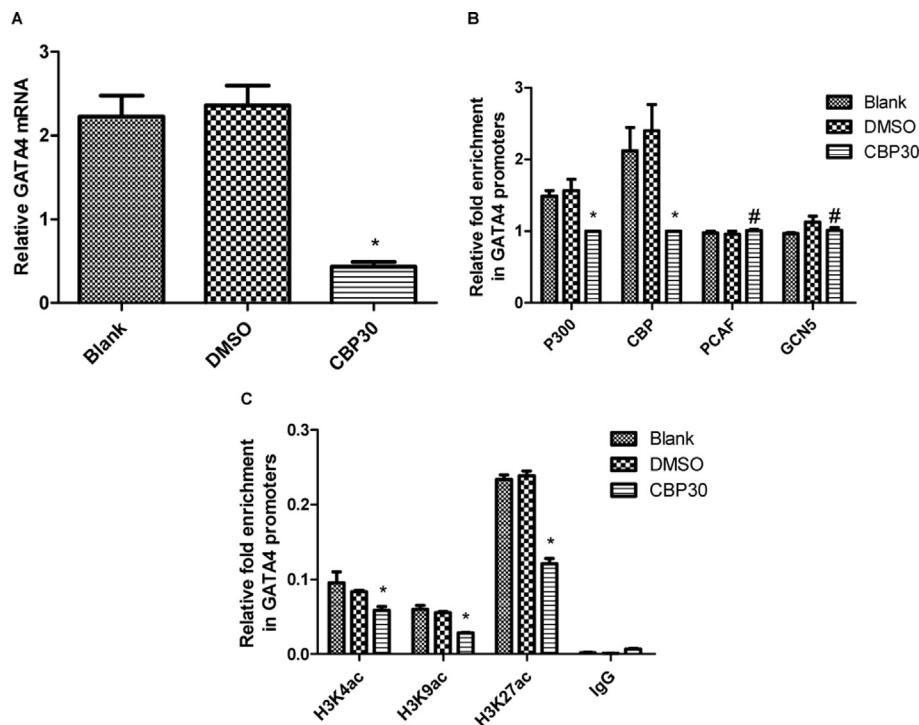 A
Relative GATA4 mRNA
3
2
1
0
Blank
DMSO
CBP30
*
B
Relative fold enrichment
in GATA4 promoters
3
2
1
0
P300
CBP
PCAF
GCN5
*
*
#
#
Blank
DMSO
CBP30
C
Relative fold enrichment
in GATA4 promoters
0.3
0.2
0.1
0.0
H3K4ac
H3K9ac
H3K27ac
IgG
*
*
*
Blank
DMSO
CBP30